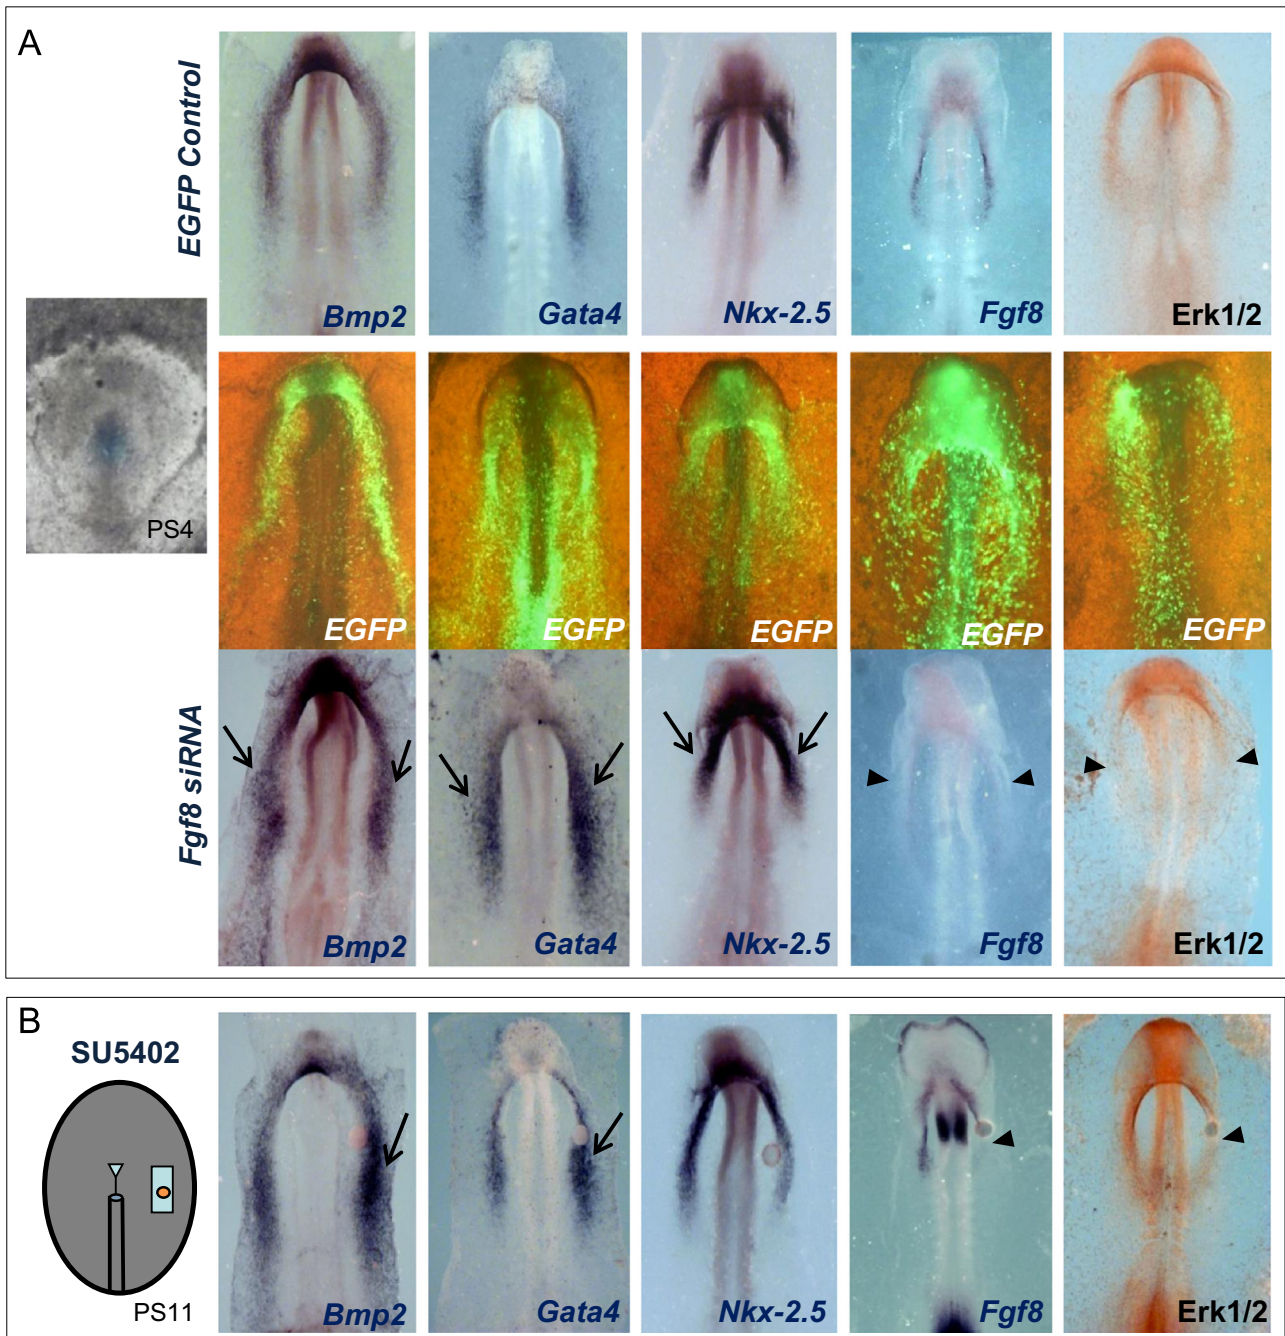 A
EGFP Control
Bmp2
Gata4
Nkx-2.5
Fgf8
Erk1/2
PS4
EGFP
EGFP
EGFP
EGFP
EGFP
Fgf8 siRNA
Bmp2
Gata4
Nkx-2.5
Fgf8
Erk1/2
B
SU5402
PS11
Bmp2
Gata4
Nkx-2.5
Fgf8
Erk1/2